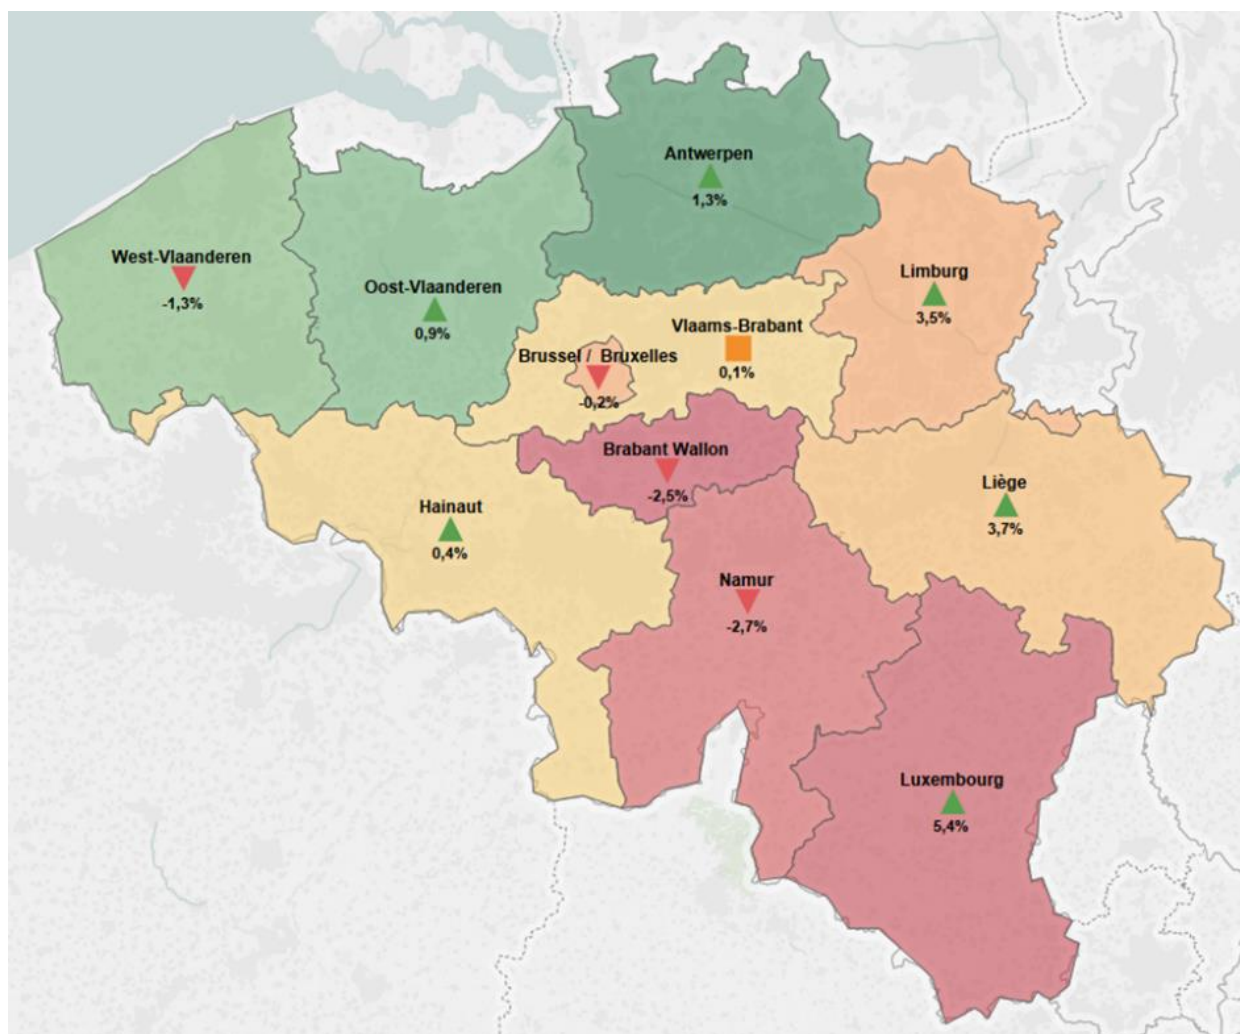 Antwerpen
1,3%
West-Vlaanderen
-1,3%
Oost-Vlaanderen
0,9%
Limburg
3,5%
Vlaams-Brabant
0,1%
Brussel / Bruxelles
-0,2%
Brabant Wallon
-2,5%
Liège
3,7%
Hainaut
0,4%
Namur
-2,7%
Luxembourg
5,4%